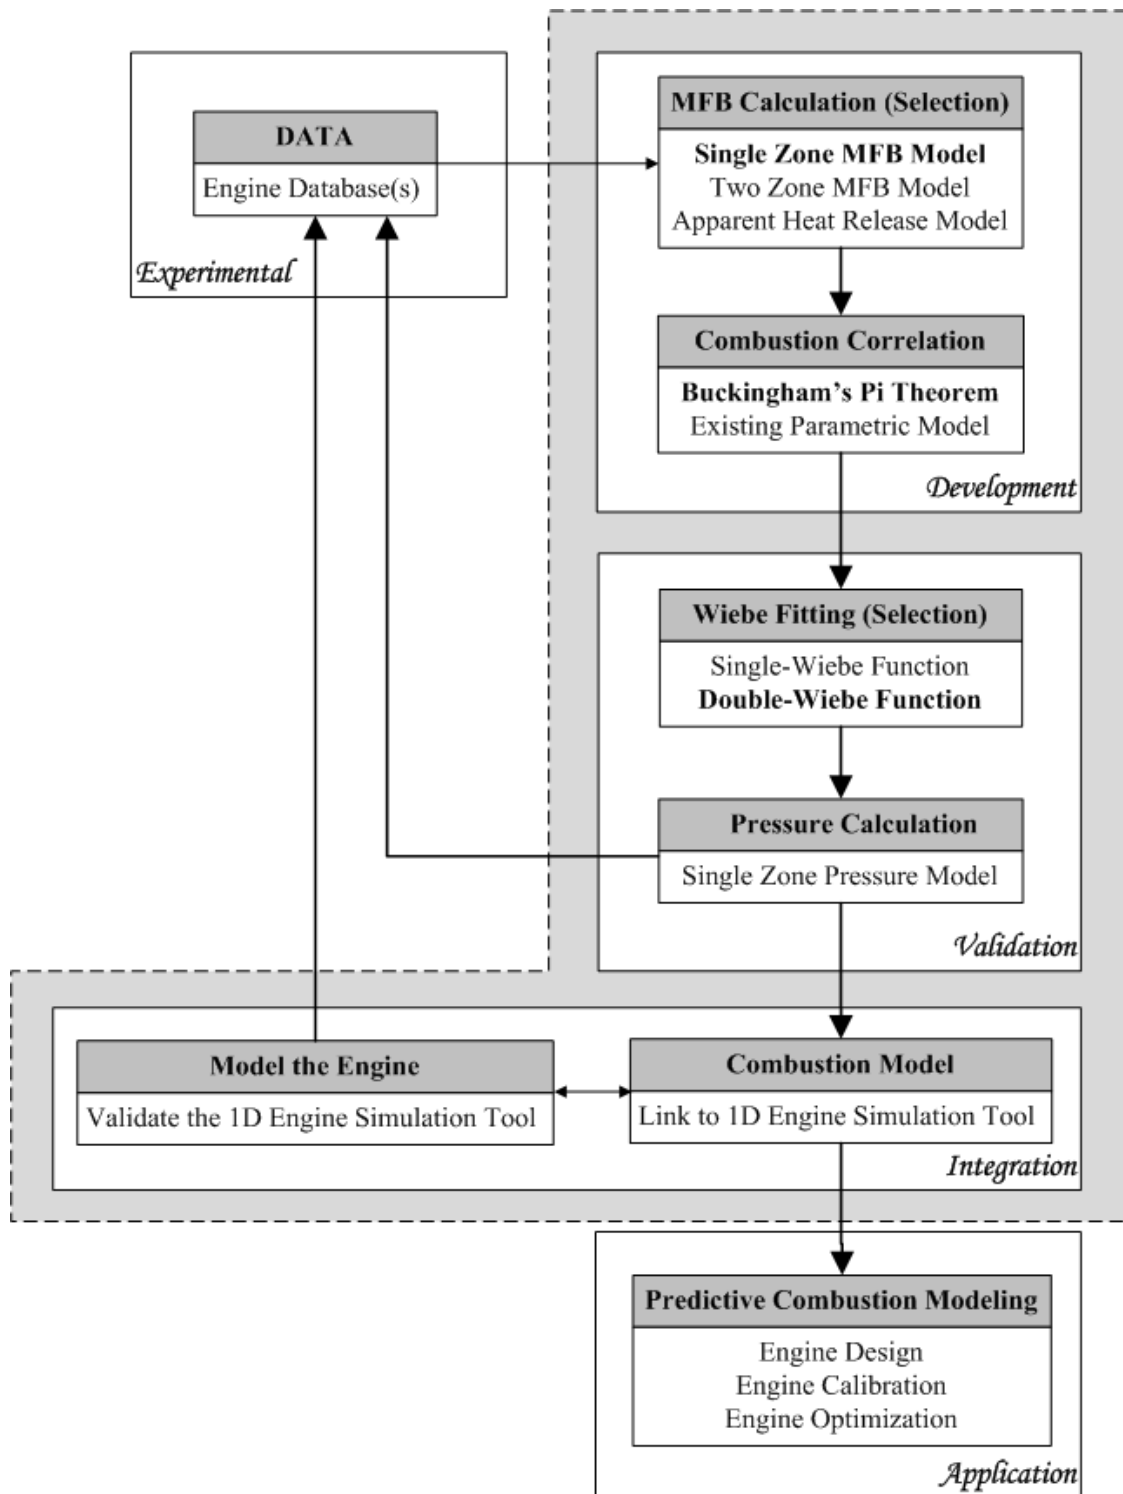 DATA
Engine Database(s)
Experimental
MFB Calculation (Selection)
Single Zone MFB Model
Two Zone MFB Model
Apparent Heat Release Model
Combustion Correlation
Buckingham's Pi Theorem
Existing Parametric Model
Development
Wiebe Fitting (Selection)
Single-Wiebe Function
Double-Wiebe Function
Pressure Calculation
Single Zone Pressure Model
Validation
Model the Engine
Validate the 1D Engine Simulation Tool
Combustion Model
Link to 1D Engine Simulation Tool
Integration
Predictive Combustion Modeling
Engine Design
Engine Calibration
Engine Optimization
Application